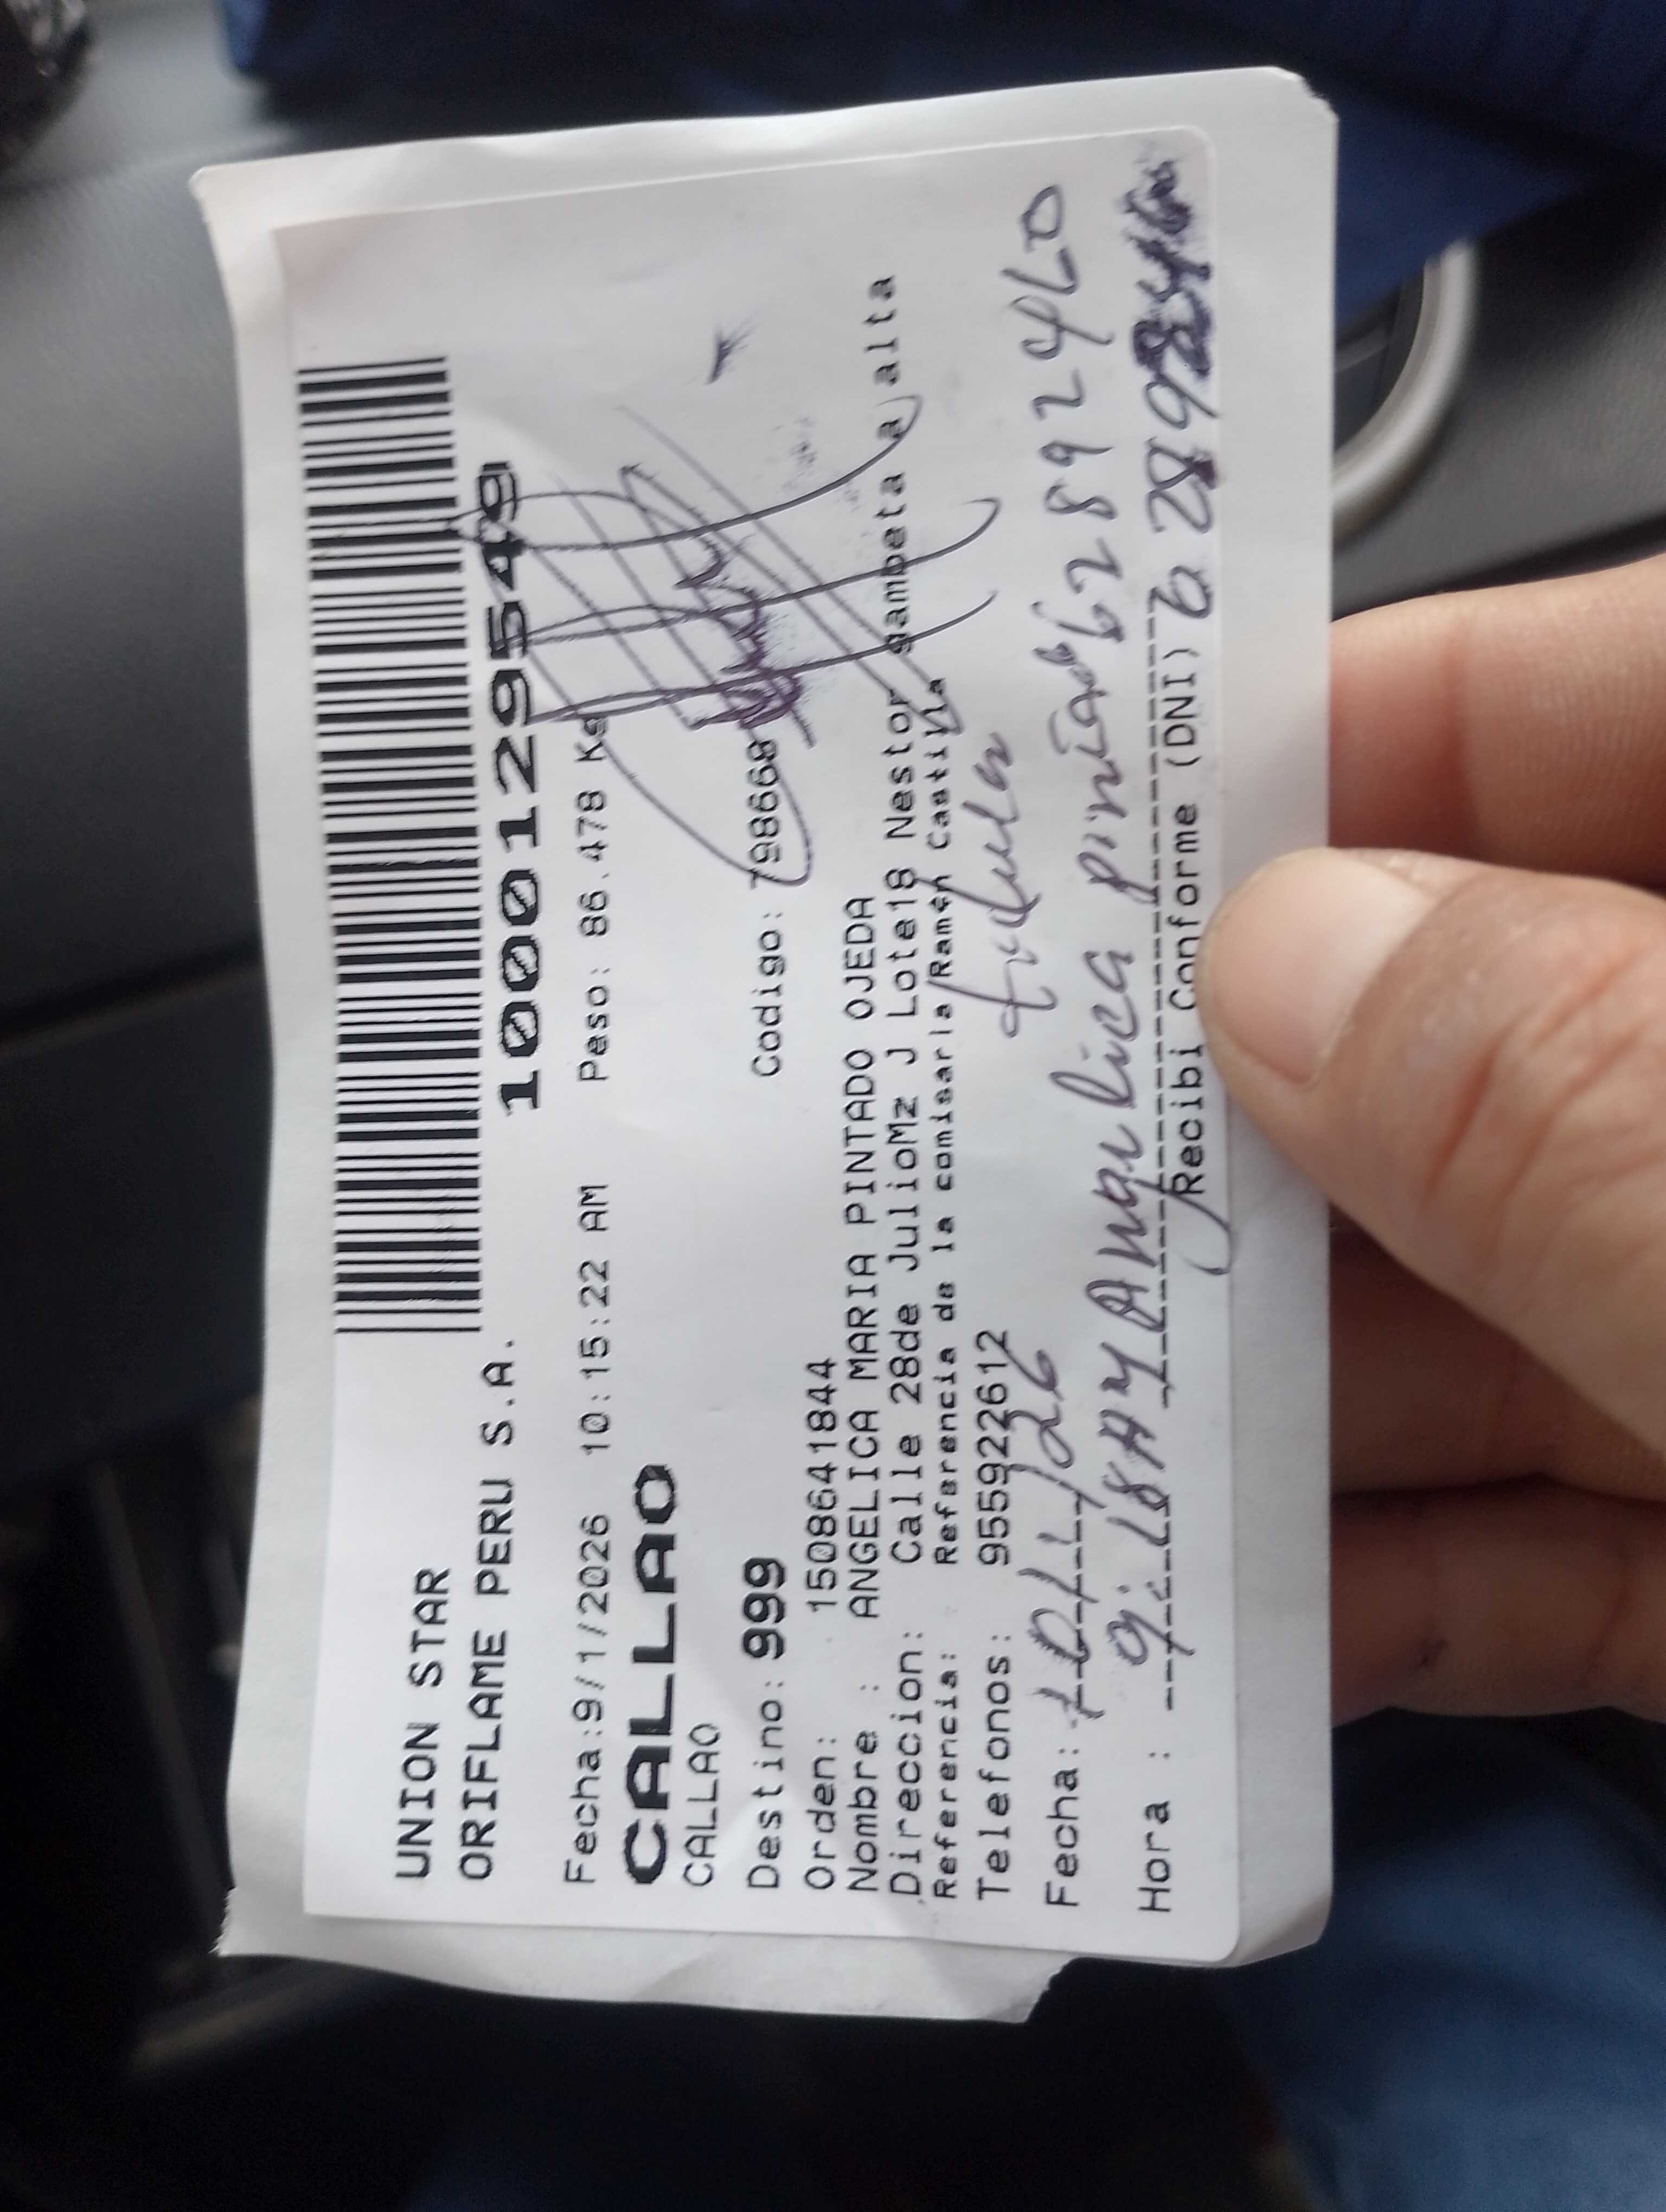 UNION STAR
ORIFLAME PERU S.A.
1000129549
Fecha:9/1/2026 10:15:22 AM Peso: 86.478 Kg
CALLAO
CALLAO
Destino: 999 Codigo: 798668
Orden: 1508641844
Nombre : ANGELICA MARIA PINTADO OJEDA
Direccion: Calle 28de JulioMz J Lote18 Nestor gambeta a alta
Referencia: Referencia de la comisaria Ramón Castilla
Telefonos: 955922612
titular
Fecha: 10/1/26
Hora : 9:18 AM Angelica
Recibi Conforme (DNI)